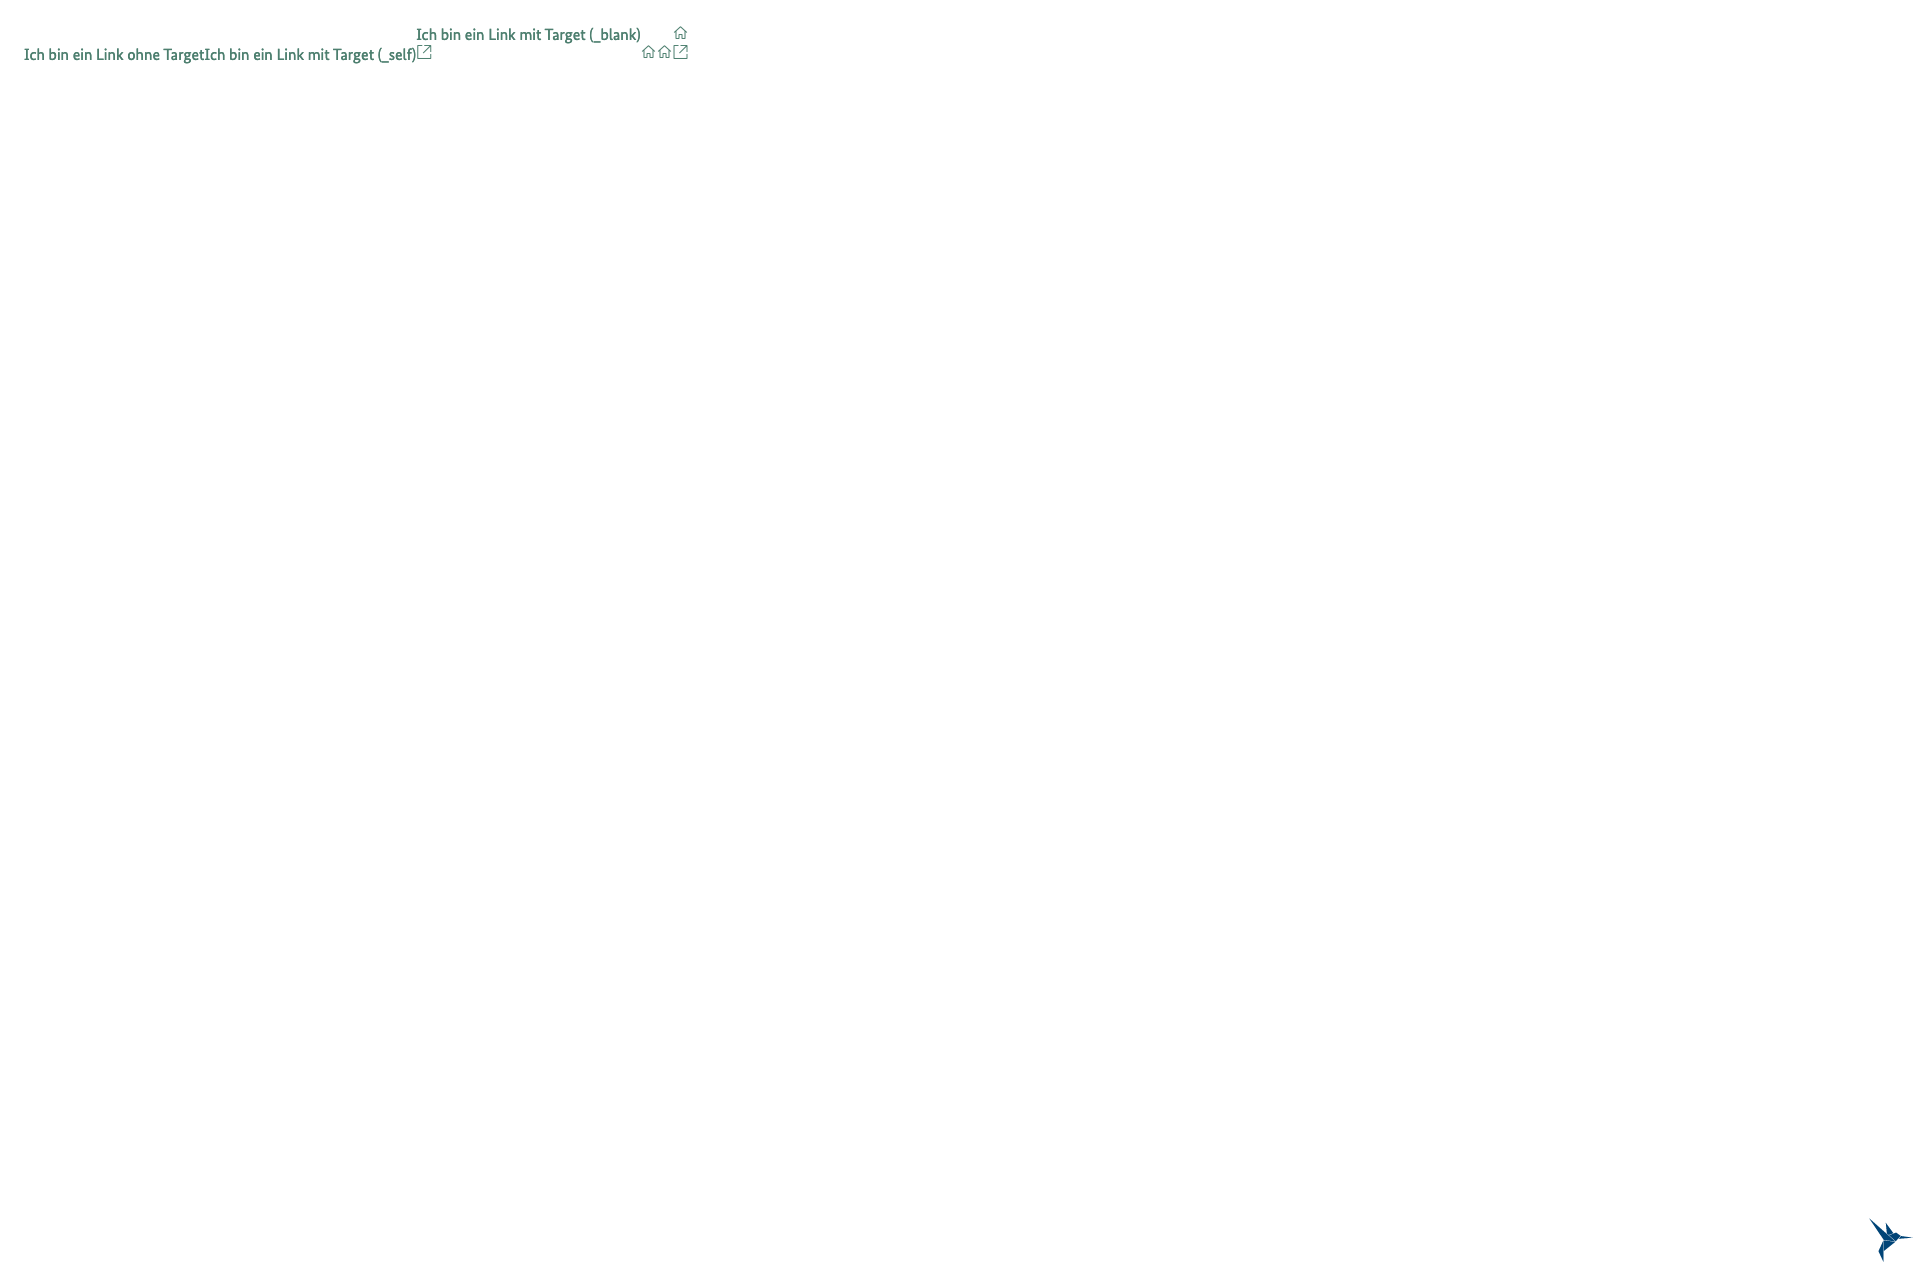 Ich bin ein Link mit Target (_blank)
Ich bin ein Link ohne TargetIch bin ein Link mit Target (_self)